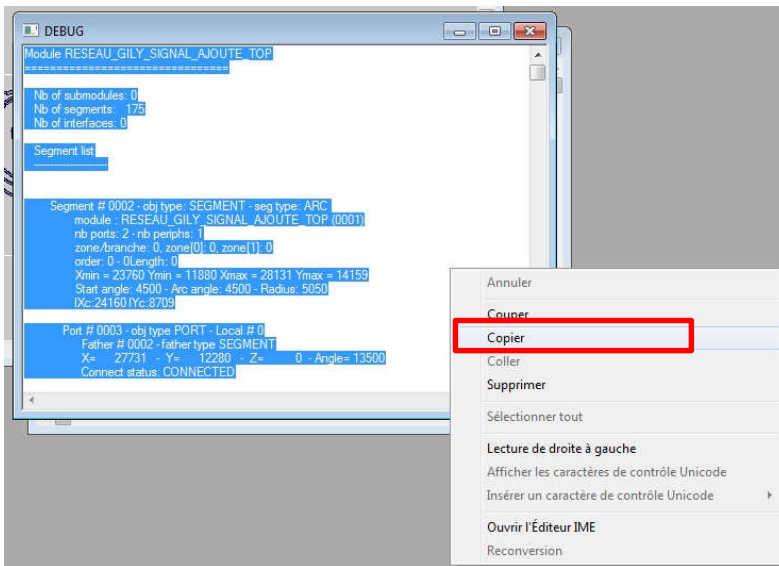 DEBUG
Module RESEAU_GILY_SIGNAL_AJOUTE_TOP
================================
Nb of submodules: 0
Nb of segments: 175
Nb of interfaces: 0
Segment list
--------------------
Segment # 0002 - obj type: SEGMENT - seg type: ARC
module : RESEAU_GILY_SIGNAL_AJOUTE_TOP (0001)
nb ports: 2 - nb periphs: 1
zone/branche: 0, zone[0]: 0, zone[1]: 0
order: 0 - 0Length: 0
Xmin = 23760 Ymin = 11880 Xmax = 28131 Ymax = 14159
Start angle: 4500 - Arc angle: 4500 - Radius: 5050
IXc:24160 IYc:8709
Port # 0003 - obj type PORT - Local # 0
Father # 0002 - father type SEGMENT
X= 27731 - Y= 12280 - Z= 0 - Angle= 13500
Connect status: CONNECTED
Annuler
Couper
Copier
Coller
Supprimer
Sélectionner tout
Lecture de droite à gauche
Afficher les caractères de contrôle Unicode
Insérer un caractère de contrôle Unicode
Ouvrir l'Éditeur IME
Reconversion